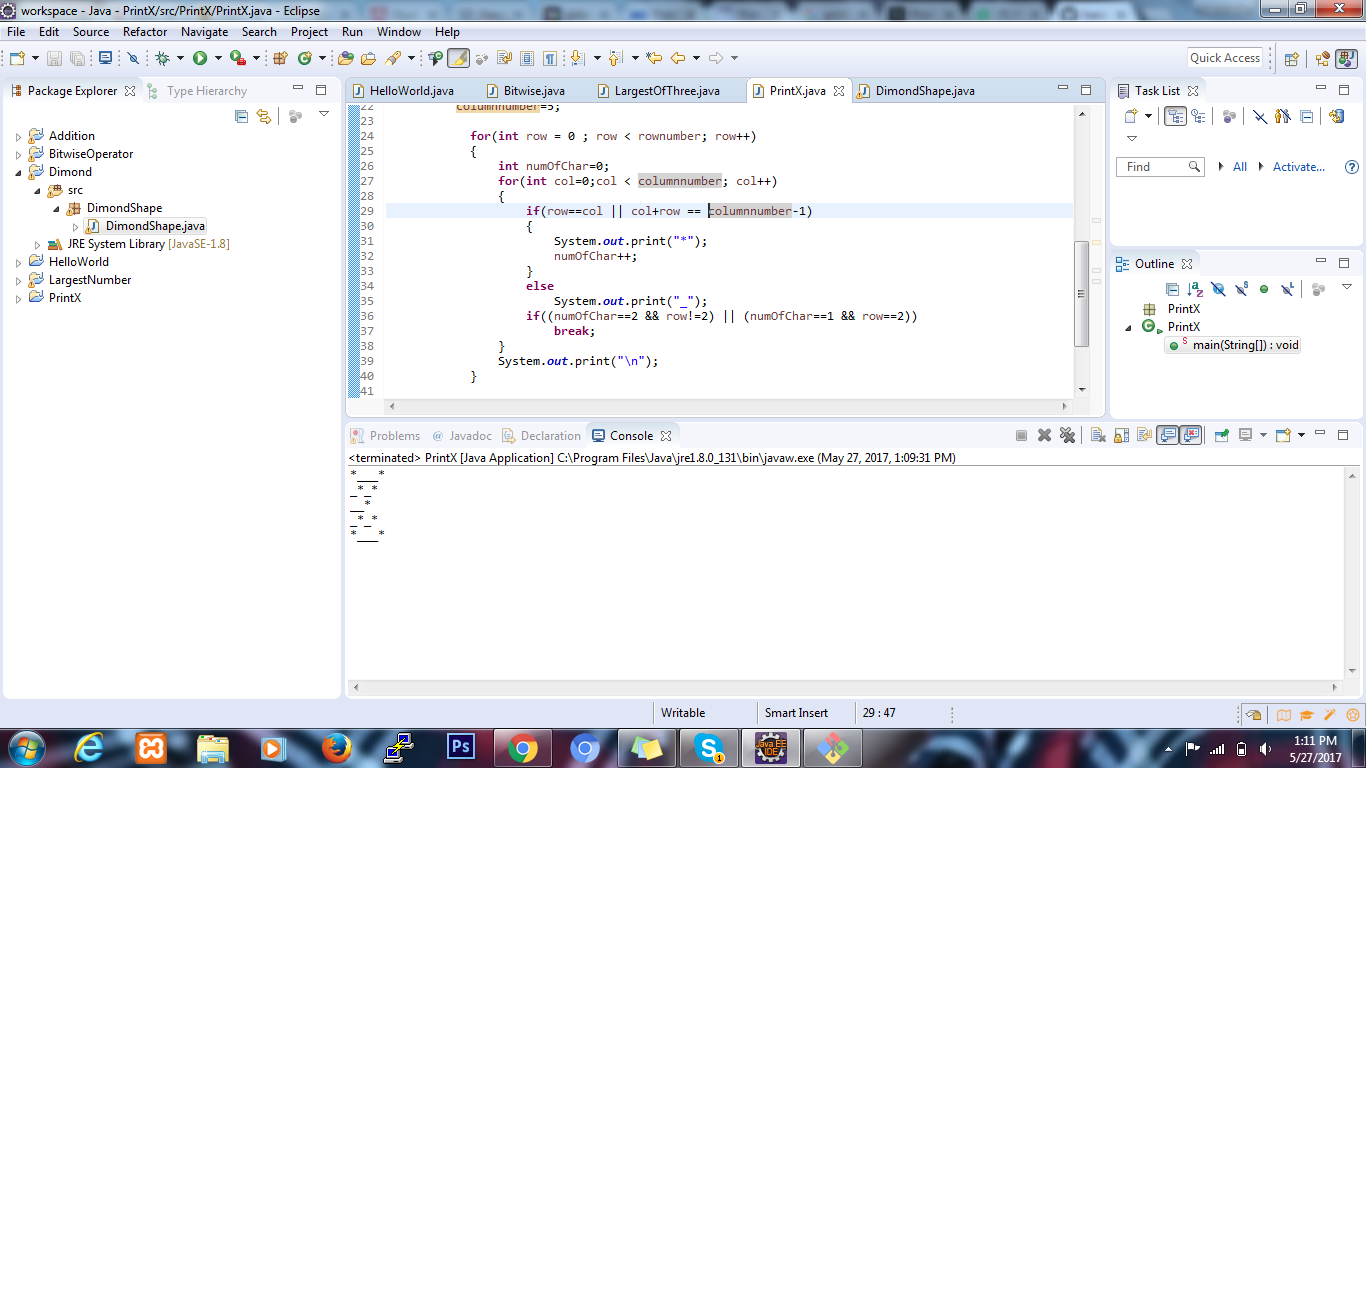 workspace - Java - PrintX/src/PrintX/PrintX.java - Eclipse
File Edit Source Refactor Navigate Search Project Run Window Help
Quick Access
Package Explorer Type Hierarchy
Addition
BitwiseOperator
Dimond
src
DimondShape
DimondShape.java
JRE System Library [JavaSE-1.8]
HelloWorld
LargestNumber
PrintX
HelloWorld.java Bitwise.java LargestOfThree.java PrintX.java DimondShape.java
22 columnnumber=5;
23
24 for(int row = 0 ; row < rownumber; row++)
25 {
26 int numOfChar=0;
27 for(int col=0;col < columnnumber; col++)
28 {
29 if(row==col || col+row == columnnumber-1)
30 {
31 System.out.print("*");
32 numOfChar++;
33 }
34 else
35 System.out.print("_");
36 if((numOfChar==2 && row!=2) || (numOfChar==1 && row==2))
37 break;
38 }
39 System.out.print("\n");
40 }
41
Task List
Find All Activate...
Outline
PrintX
PrintX
main(String[]) : void
Problems Javadoc Declaration Console
<terminated> PrintX [Java Application] C:\Program Files\Java\jre1.8.0_131\bin\javaw.exe (May 27, 2017, 1:09:31 PM)
*___*
_*_*
__*
_*_*
*___*
Writable Smart Insert 29 : 47
Ps
S
1
Java EE
IDE
1:11 PM
5/27/2017